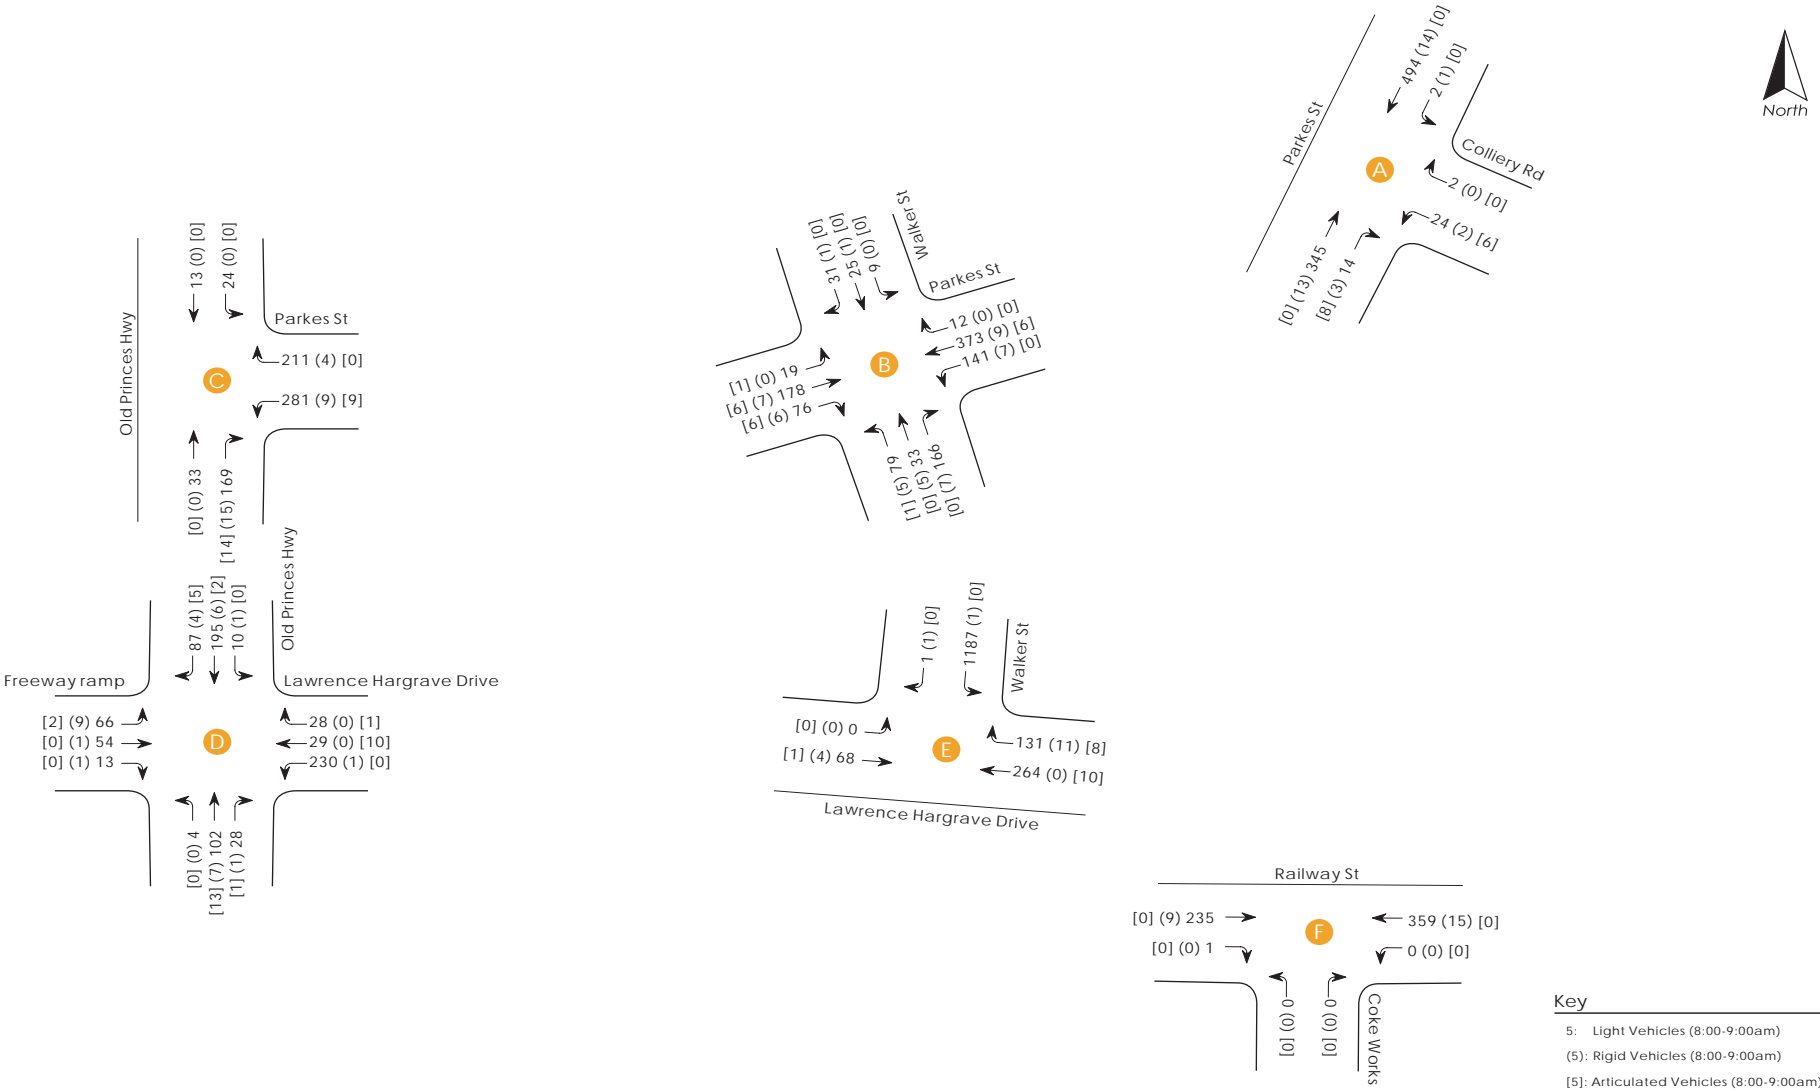 North
Parkes St
494 (14) [0]
2 (1) [0]
Colliery Rd
A
2 (0) [0]
24 (2) [6]
[0] (13) 345
[8] (3) 14
Old Princes Hwy
13 (0) [0]
24 (0) [0]
Parkes St
C
211 (4) [0]
281 (9) [9]
[0] (0) 33
[14] (15) 169
31 (1) [0]
25 (1) [0]
9 (0) [0]
Walker St
Parkes St
12 (0) [0]
373 (9) [6]
141 (7) [0]
B
[1] (0) 19
[6] (7) 178
[6] (6) 76
[1] (5) 79
[0] (5) 33
[0] (7) 166
Old Princes Hwy
87 (4) [5]
195 (6) [2]
10 (1) [0]
Freeway ramp
Lawrence Hargrave Drive
[2] (9) 66
[0] (1) 54
[0] (1) 13
D
28 (0) [1]
29 (0) [10]
230 (1) [0]
[0] (0) 4
[13] (7) 102
[1] (1) 28
1 (1) [0]
1187 (1) [0]
Walker St
[0] (0) 0
[1] (4) 68
E
131 (11) [8]
264 (0) [10]
Lawrence Hargrave Drive
Railway St
[0] (9) 235
[0] (0) 1
F
359 (15) [0]
0 (0) [0]
0 (0) [0]
0 (0) [0]
Coke Works
Key
5: Light Vehicles (8:00-9:00am)
(5): Rigid Vehicles (8:00-9:00am)
[5]: Articulated Vehicles (8:00-9:00am)